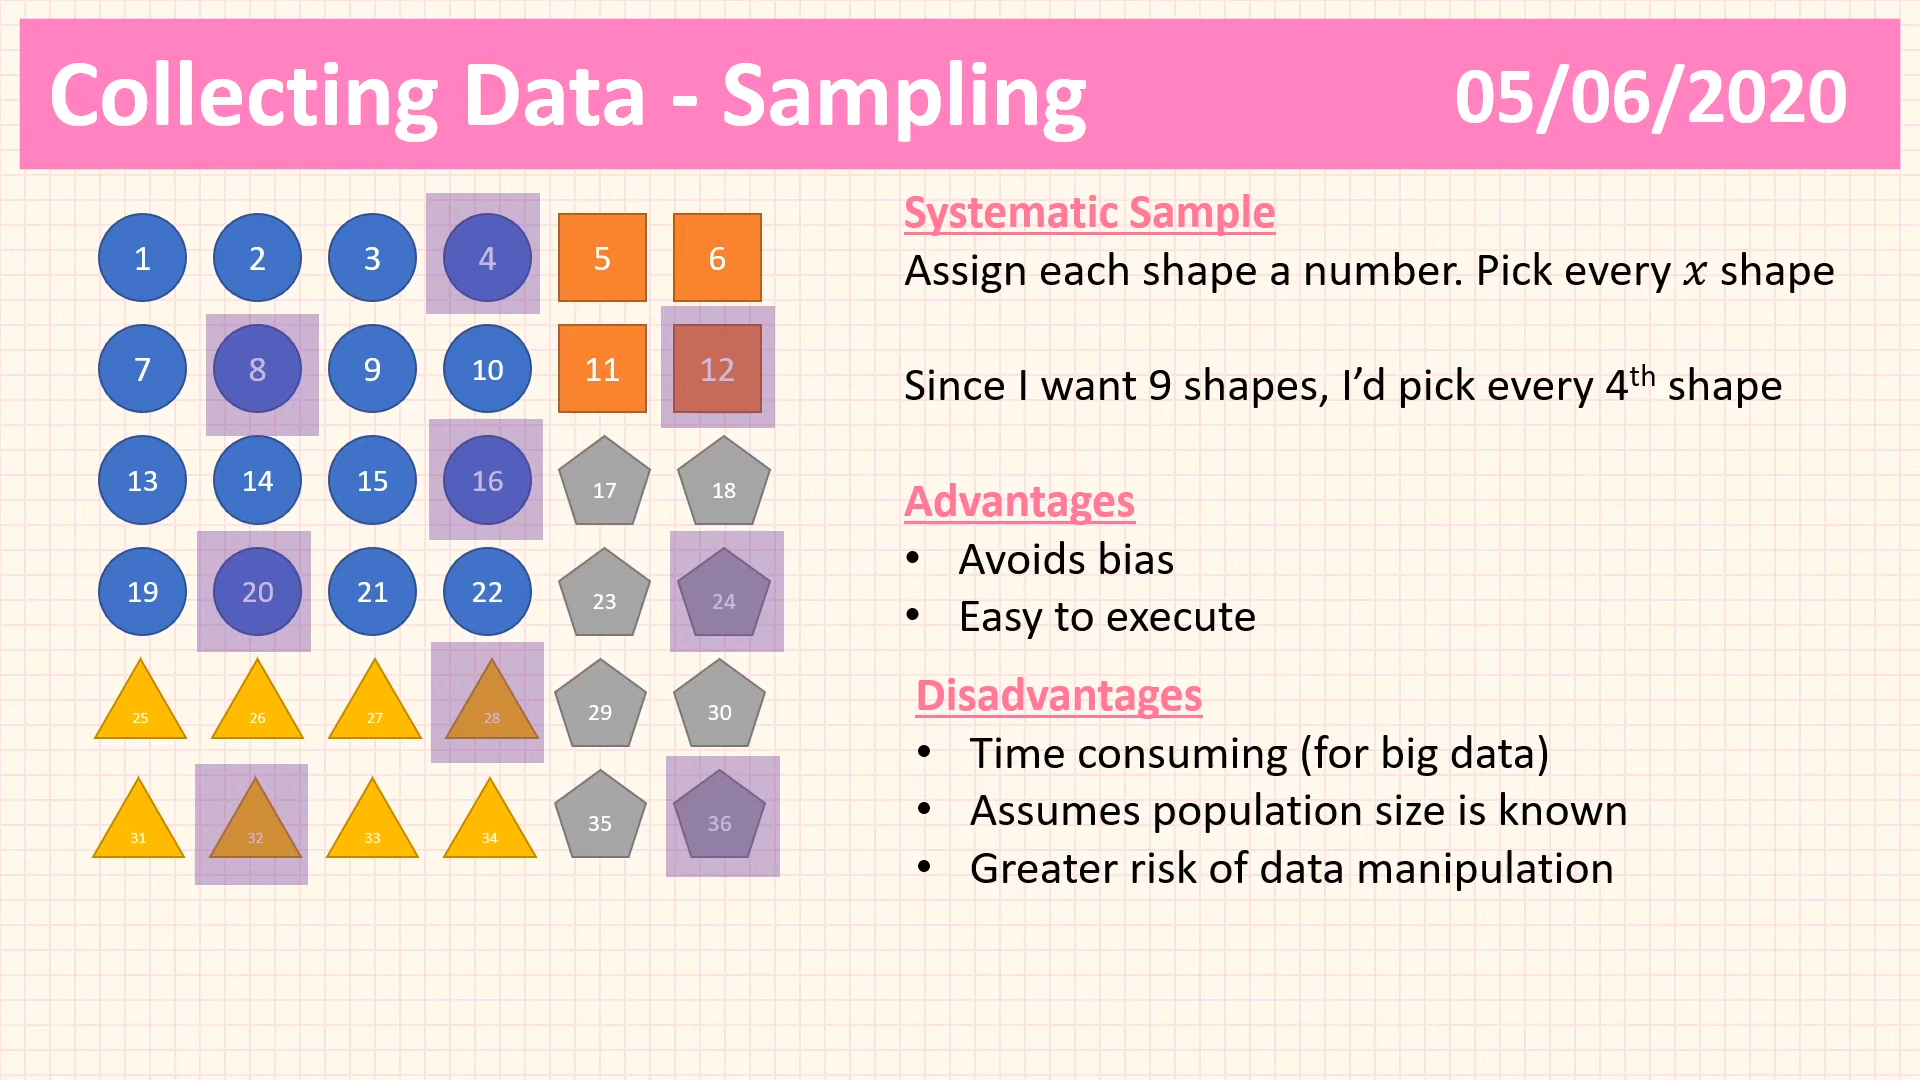 Collecting Data - Sampling
05/06/2020
1 2 3 4 5 6
7 8 9 10 11 12
13 14 15 16 17 18
19 20 21 22 23 24
25 26 27 28 29 30
31 32 33 34 35 36
Systematic Sample
Assign each shape a number. Pick every 𝑥 shape
Since I want 9 shapes, I’d pick every 4th shape
Advantages
• Avoids bias
• Easy to execute
Disadvantages
• Time consuming (for big data)
• Assumes population size is known
• Greater risk of data manipulation